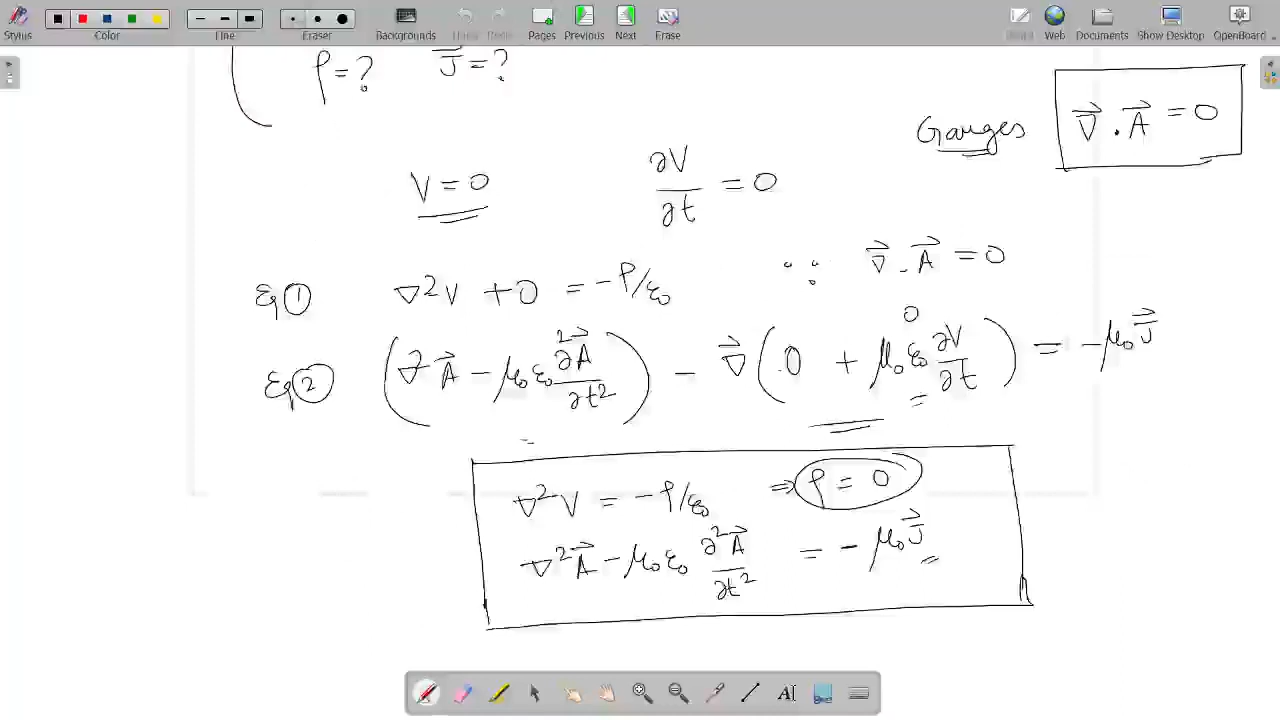 Stylus Color Line Eraser Backgrounds Undo Redo Pages Previous Next Erase Web Documents Show Desktop OpenBoard
ρ = ? J⃗ = ?
Gauges ∇⃗ . A⃗ = 0
V = 0 ∂V/∂t = 0
∵ ∇⃗ . A⃗ = 0
Eq ① ∇²V + 0 = -ρ/ε₀
Eq ② (∇²A⃗ - μ₀ε₀ ∂²A⃗/∂t²) - ∇⃗(0 + μ₀ε₀ ∂V/∂t) = -μ₀J⃗
0
∇²V = -ρ/ε₀ ⇒ ρ = 0
∇²A⃗ - μ₀ε₀ ∂²A⃗/∂t² = -μ₀J⃗